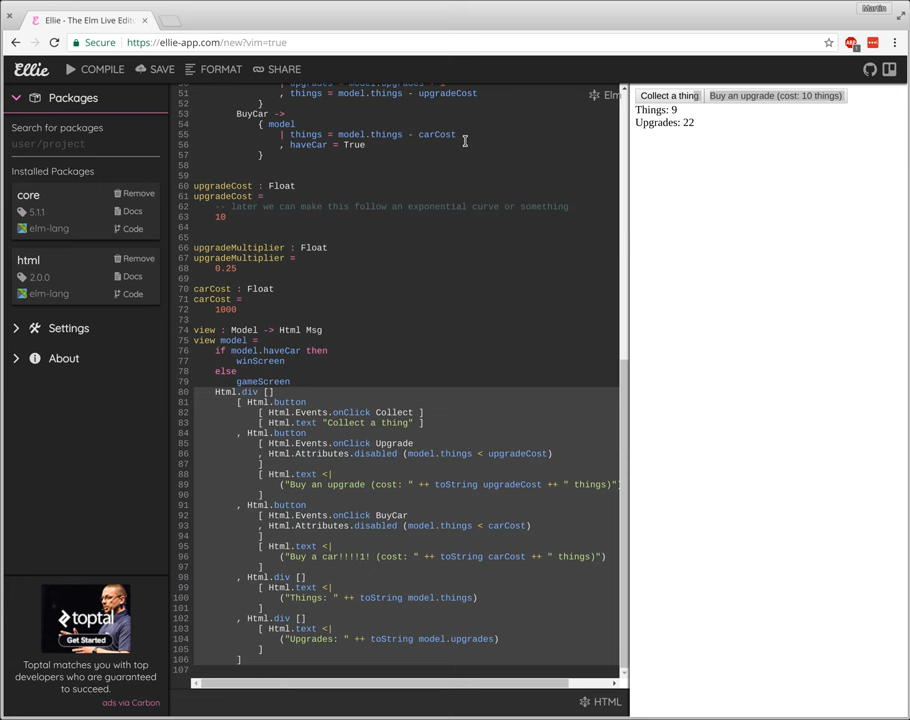 Martin
Ellie - The Elm Live Edit
Secure
https://ellie-app.com/new?vim=true
Ellie
COMPILE
SAVE
FORMAT
SHARE
Packages
Search for packages
user/project
Installed Packages
core
Remove
5.1.1
Docs
elm-lang
Code
html
Remove
2.0.0
Docs
elm-lang
Code
Settings
About
toptal
Get Started
Toptal matches you with top
developers who are guaranteed
to succeed.
ads via Carbon
Elm
51 , things = model.things - upgradeCost
52 }
53 BuyCar ->
54 { model
55 | things = model.things - carCost
56 , haveCar = True
57 }
58
59
60 upgradeCost : Float
61 upgradeCost =
62 -- later we can make this follow an exponential curve or something
63 10
64
65
66 upgradeMultiplier : Float
67 upgradeMultiplier =
68 0.25
69
70 carCost : Float
71 carCost =
72 1000
73
74 view : Model -> Html Msg
75 view model =
76 if model.haveCar then
77 winScreen
78 else
79 gameScreen
80 Html.div []
81 [ Html.button
82 [ Html.Events.onClick Collect ]
83 [ Html.text "Collect a thing" ]
84 , Html.button
85 [ Html.Events.onClick Upgrade
86 , Html.Attributes.disabled (model.things < upgradeCost)
87 ]
88 [ Html.text <|
89 ("Buy an upgrade (cost: " ++ toString upgradeCost ++ " things)")
90 ]
91 , Html.button
92 [ Html.Events.onClick BuyCar
93 , Html.Attributes.disabled (model.things < carCost)
94 ]
95 [ Html.text <|
96 ("Buy a car!!!!1! (cost: " ++ toString carCost ++ " things)")
97 ]
98 , Html.div []
99 [ Html.text <|
100 ("Things: " ++ toString model.things)
101 ]
102 , Html.div []
103 [ Html.text <|
104 ("Upgrades: " ++ toString model.upgrades)
105 ]
106 ]
107
HTML
Collect a thing
Buy an upgrade (cost: 10 things)
Things: 9
Upgrades: 22